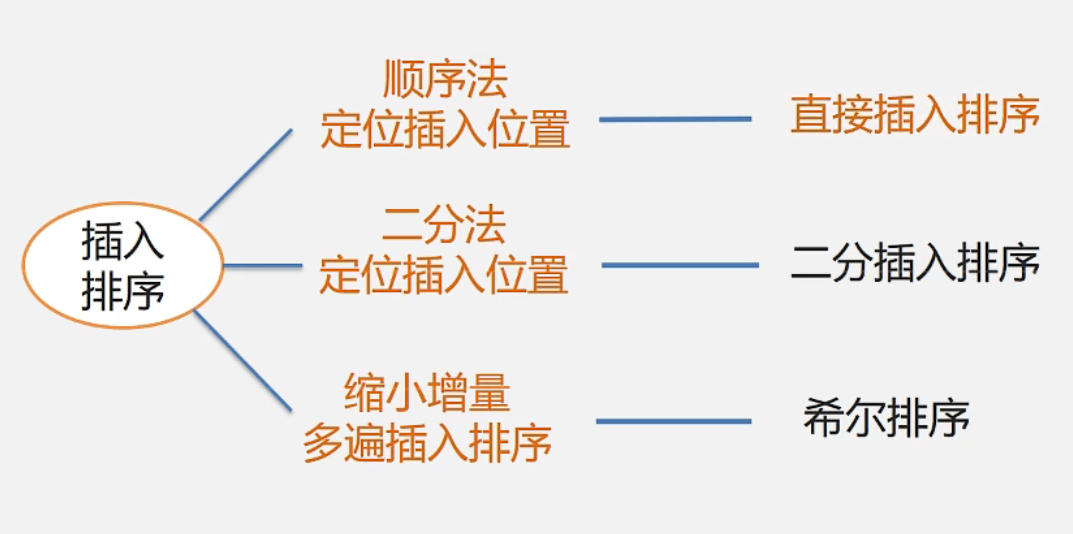 顺序法
定位插入位置
直接插入排序
插入
排序
二分法
定位插入位置
二分插入排序
缩小增量
多遍插入排序
希尔排序